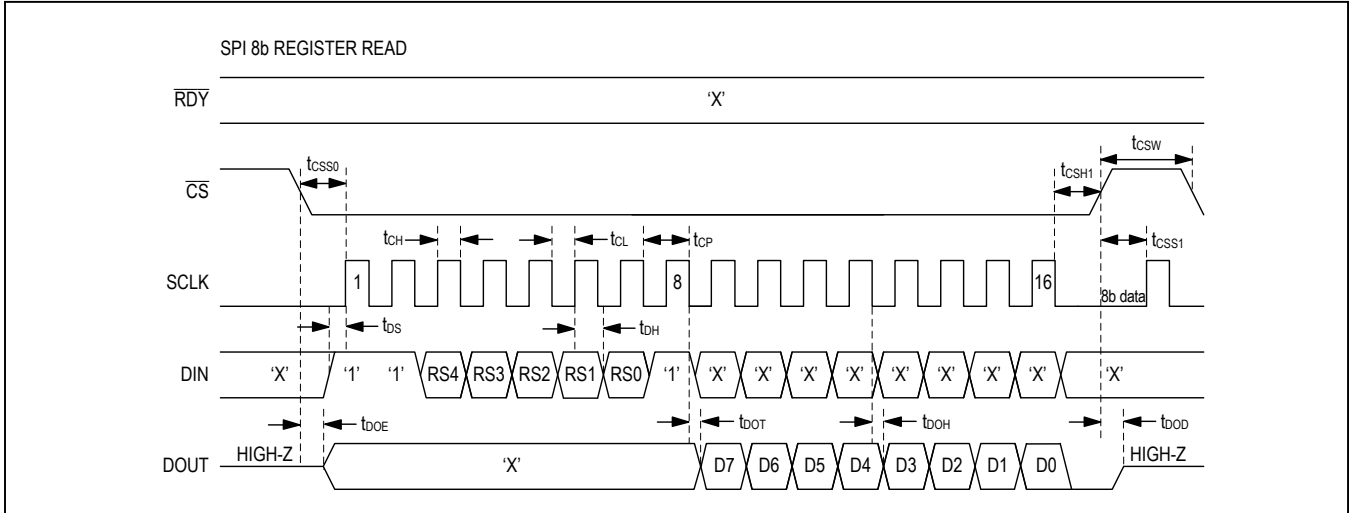 SPI 8b REGISTER READ
RDY ‘X’
tCSS0 tCSW
CS tCSH1
tCH tCL tCP tCSS1
SCLK 1 8 16 8b data
tDS tDH
DIN ‘X’ ‘1’ ‘1’ RS4 RS3 RS2 RS1 RS0 ‘1’ ‘X’ ‘X’ ‘X’ ‘X’ ‘X’ ‘X’ ‘X’ ‘X’ ‘X’
tDOE tDOT tDOH tDOD
DOUT HIGH-Z ‘X’ D7 D6 D5 D4 D3 D2 D1 D0 HIGH-Z